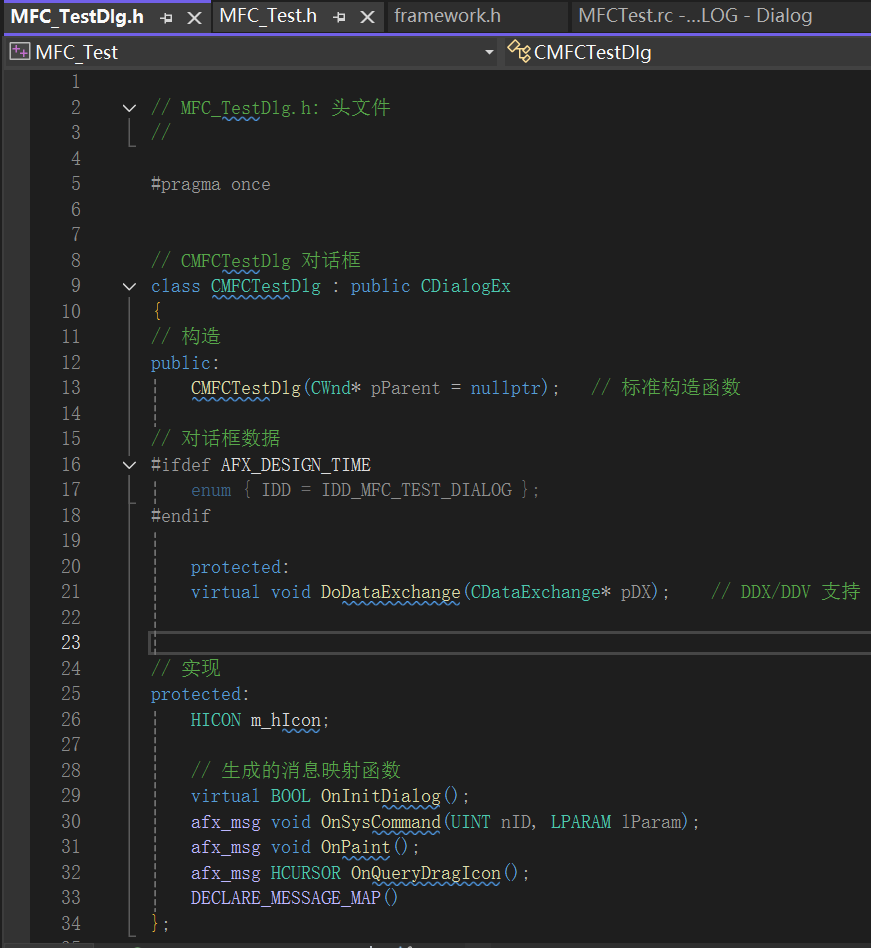 MFC_TestDlg.h
MFC_Test.h
framework.h
MFCTest.rc -...LOG - Dialog
MFC_Test
CMFCTestDlg
1
2 // MFC_TestDlg.h: 头文件
3 //
4
5 #pragma once
6
7
8 // CMFCTestDlg 对话框
9 class CMFCTestDlg : public CDialogEx
10 {
11 // 构造
12 public:
13 CMFCTestDlg(CWnd* pParent = nullptr); // 标准构造函数
14
15 // 对话框数据
16 #ifdef AFX_DESIGN_TIME
17 enum { IDD = IDD_MFC_TEST_DIALOG };
18 #endif
19
20 protected:
21 virtual void DoDataExchange(CDataExchange* pDX); // DDX/DDV 支持
22
23
24 // 实现
25 protected:
26 HICON m_hIcon;
27
28 // 生成的消息映射函数
29 virtual BOOL OnInitDialog();
30 afx_msg void OnSysCommand(UINT nID, LPARAM lParam);
31 afx_msg void OnPaint();
32 afx_msg HCURSOR OnQueryDragIcon();
33 DECLARE_MESSAGE_MAP()
34 };